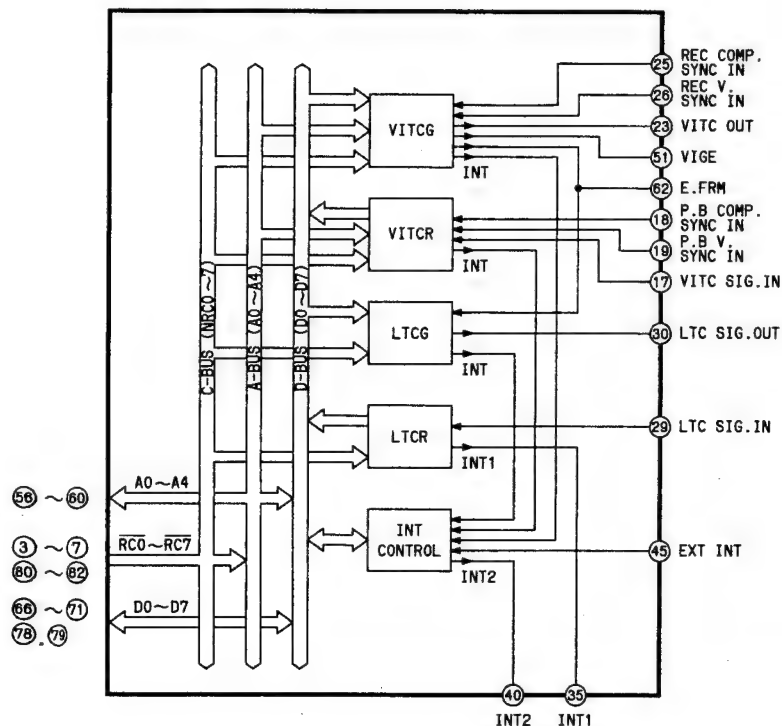 25 REC COMP.
SYNC IN
26 REC V.
SYNC IN
VITCG
23 VITC OUT
51 VIGE
INT
62 E.FRM
18 P.B COMP.
SYNC IN
VITCR
19 P.B V.
SYNC IN
INT
17 VITC SIG.IN
C-BUS (NRC0~7)
A-BUS (A0~A4)
D-BUS (D0~D7)
LTCG
30 LTC SIG.OUT
INT
LTCR
29 LTC SIG.IN
INT1
56 ~ 60 A0~A4
3 ~ 7 RC0~RC7
80 ~ 82
INT
CONTROL
45 EXT INT
INT2
66 ~ 71 D0~D7
78 . 79
40 35
INT2 INT1